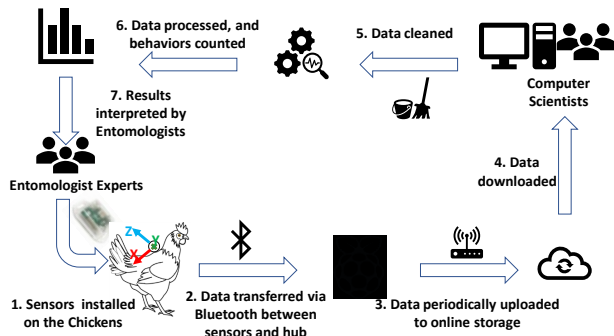 6. Data processed, and
behaviors counted
5. Data cleaned
Computer
Scientists
7. Results
interpreted by
Entomologists
4. Data
downloaded
Entomologist Experts
Z
Y
X
1. Sensors installed
on the Chickens
2. Data transferred via
Bluetooth between
sensors and hub
3. Data periodically uploaded
to online storage